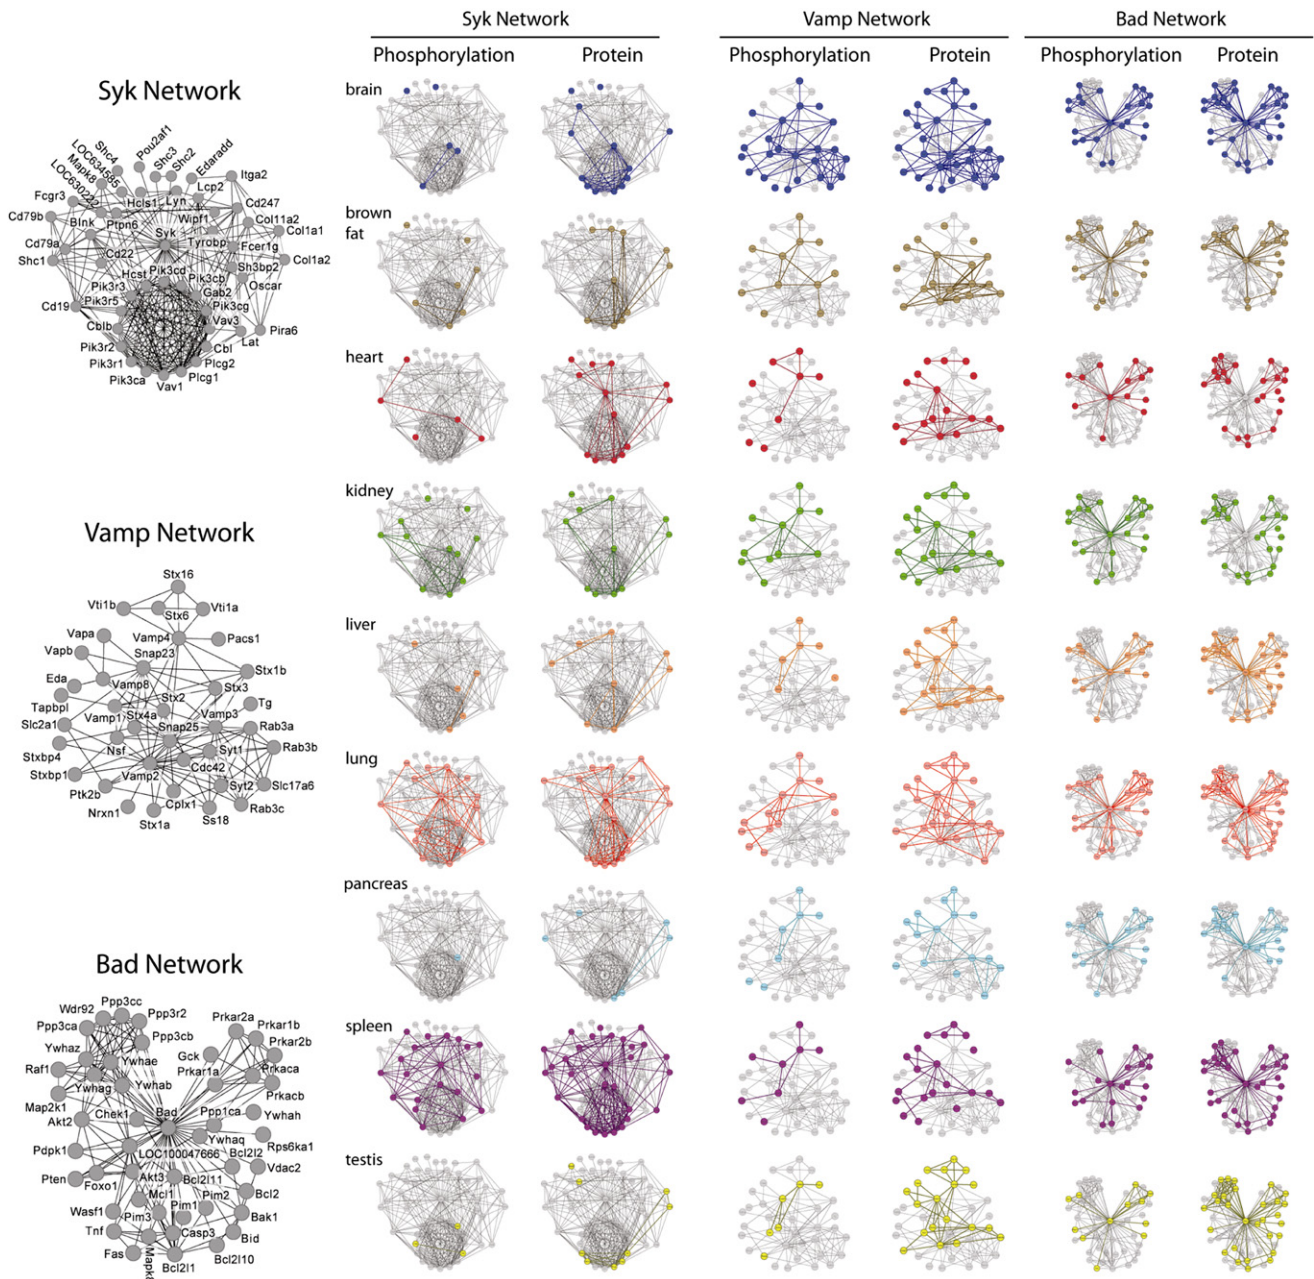 Syk Network
Vamp Network
Bad Network
Phosphorylation
Protein
Phosphorylation
Protein
Phosphorylation
Protein
brain
brown
fat
heart
kidney
liver
lung
pancreas
spleen
testis
Syk Network
Pou2af1
Shc4
LOC634585
Mapk8
LOC630222
Shc3
Shc2
Edaradd
Itga2
Fcgr3
Hcls1
Lyn
Lcp2
Cd247
Cd79b
Blnk
Ptpn6
Wipf1
Col11a2
Col1a1
Syk
Cd79a
Tyrobp
Fcer1g
Shc1
Cd22
Sh3bp2
Col1a2
Hcst
Pik3cd
Pik3cb
Oscar
Pik3r3
Gab2
Cd19
Pik3r5
Pik3cg
Cblb
Vav3
Pira6
Lat
Pik3r2
Cbl
Pik3r1
Plcg2
Pik3ca
Plcg1
Vav1
Vamp Network
Stx16
Vti1b
Stx6
Vti1a
Vapa
Vamp4
Pacs1
Vapb
Snap23
Stx1b
Eda
Vamp8
Stx3
Tapbpl
Stx2
Tg
Slc2a1
Vamp1
Stx4a
Vamp3
Rab3a
Snap25
Stxbp4
Nsf
Syt1
Rab3b
Stxbp1
Vamp2
Cdc42
Syt2
Slc17a6
Ptk2b
Cplx1
Nrxn1
Rab3c
Stx1a
Ss18
Bad Network
Ppp3cc
Wdr92
Ppp3r2
Prkar2a
Prkar1b
Ppp3ca
Ppp3cb
Prkar2b
Ywhaz
Ywhae
Gck
Raf1
Prkar1a
Prkaca
Ywhag
Ywhab
Prkacb
Map2k1
Chek1
Bad
Ppp1ca
Ywhah
Akt2
Ywhaq
Rps6ka1
Pdpk1
LOC100047666
Bcl2l2
Vdac2
Pten
Foxo1
Akt3
Bcl2l11
Mcl1
Pim2
Bcl2
Wasf1
Pim3
Pim1
Bak1
Tnf
Casp3
Bid
Fas
Bcl2l1
Bcl2l10